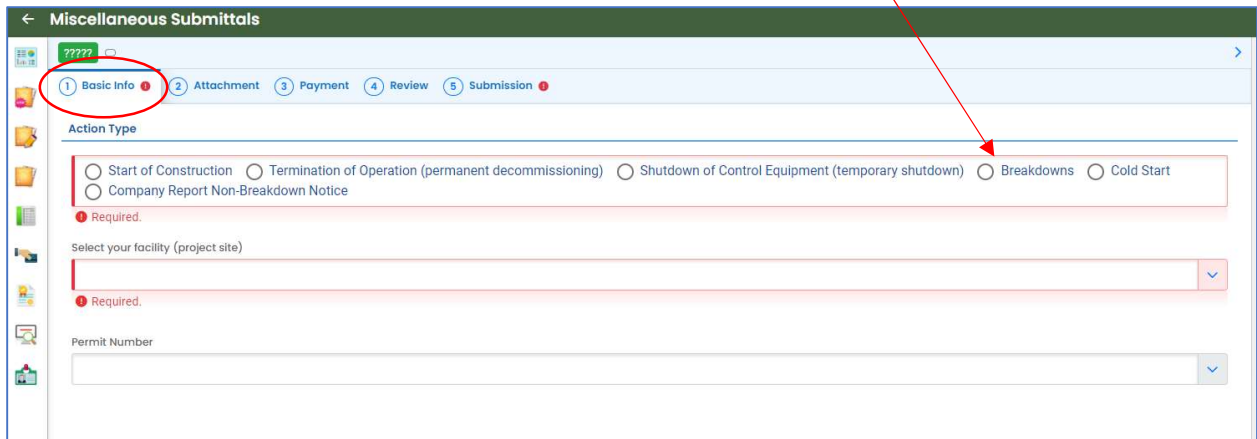 ← Miscellaneous Submittals
?????
1 Basic Info 2 Attachment 3 Payment 4 Review 5 Submission
Action Type
Start of Construction Termination of Operation (permanent decommissioning) Shutdown of Control Equipment (temporary shutdown) Breakdowns Cold Start
Company Report Non-Breakdown Notice
Required.
Select your facility (project site)
Required.
Permit Number